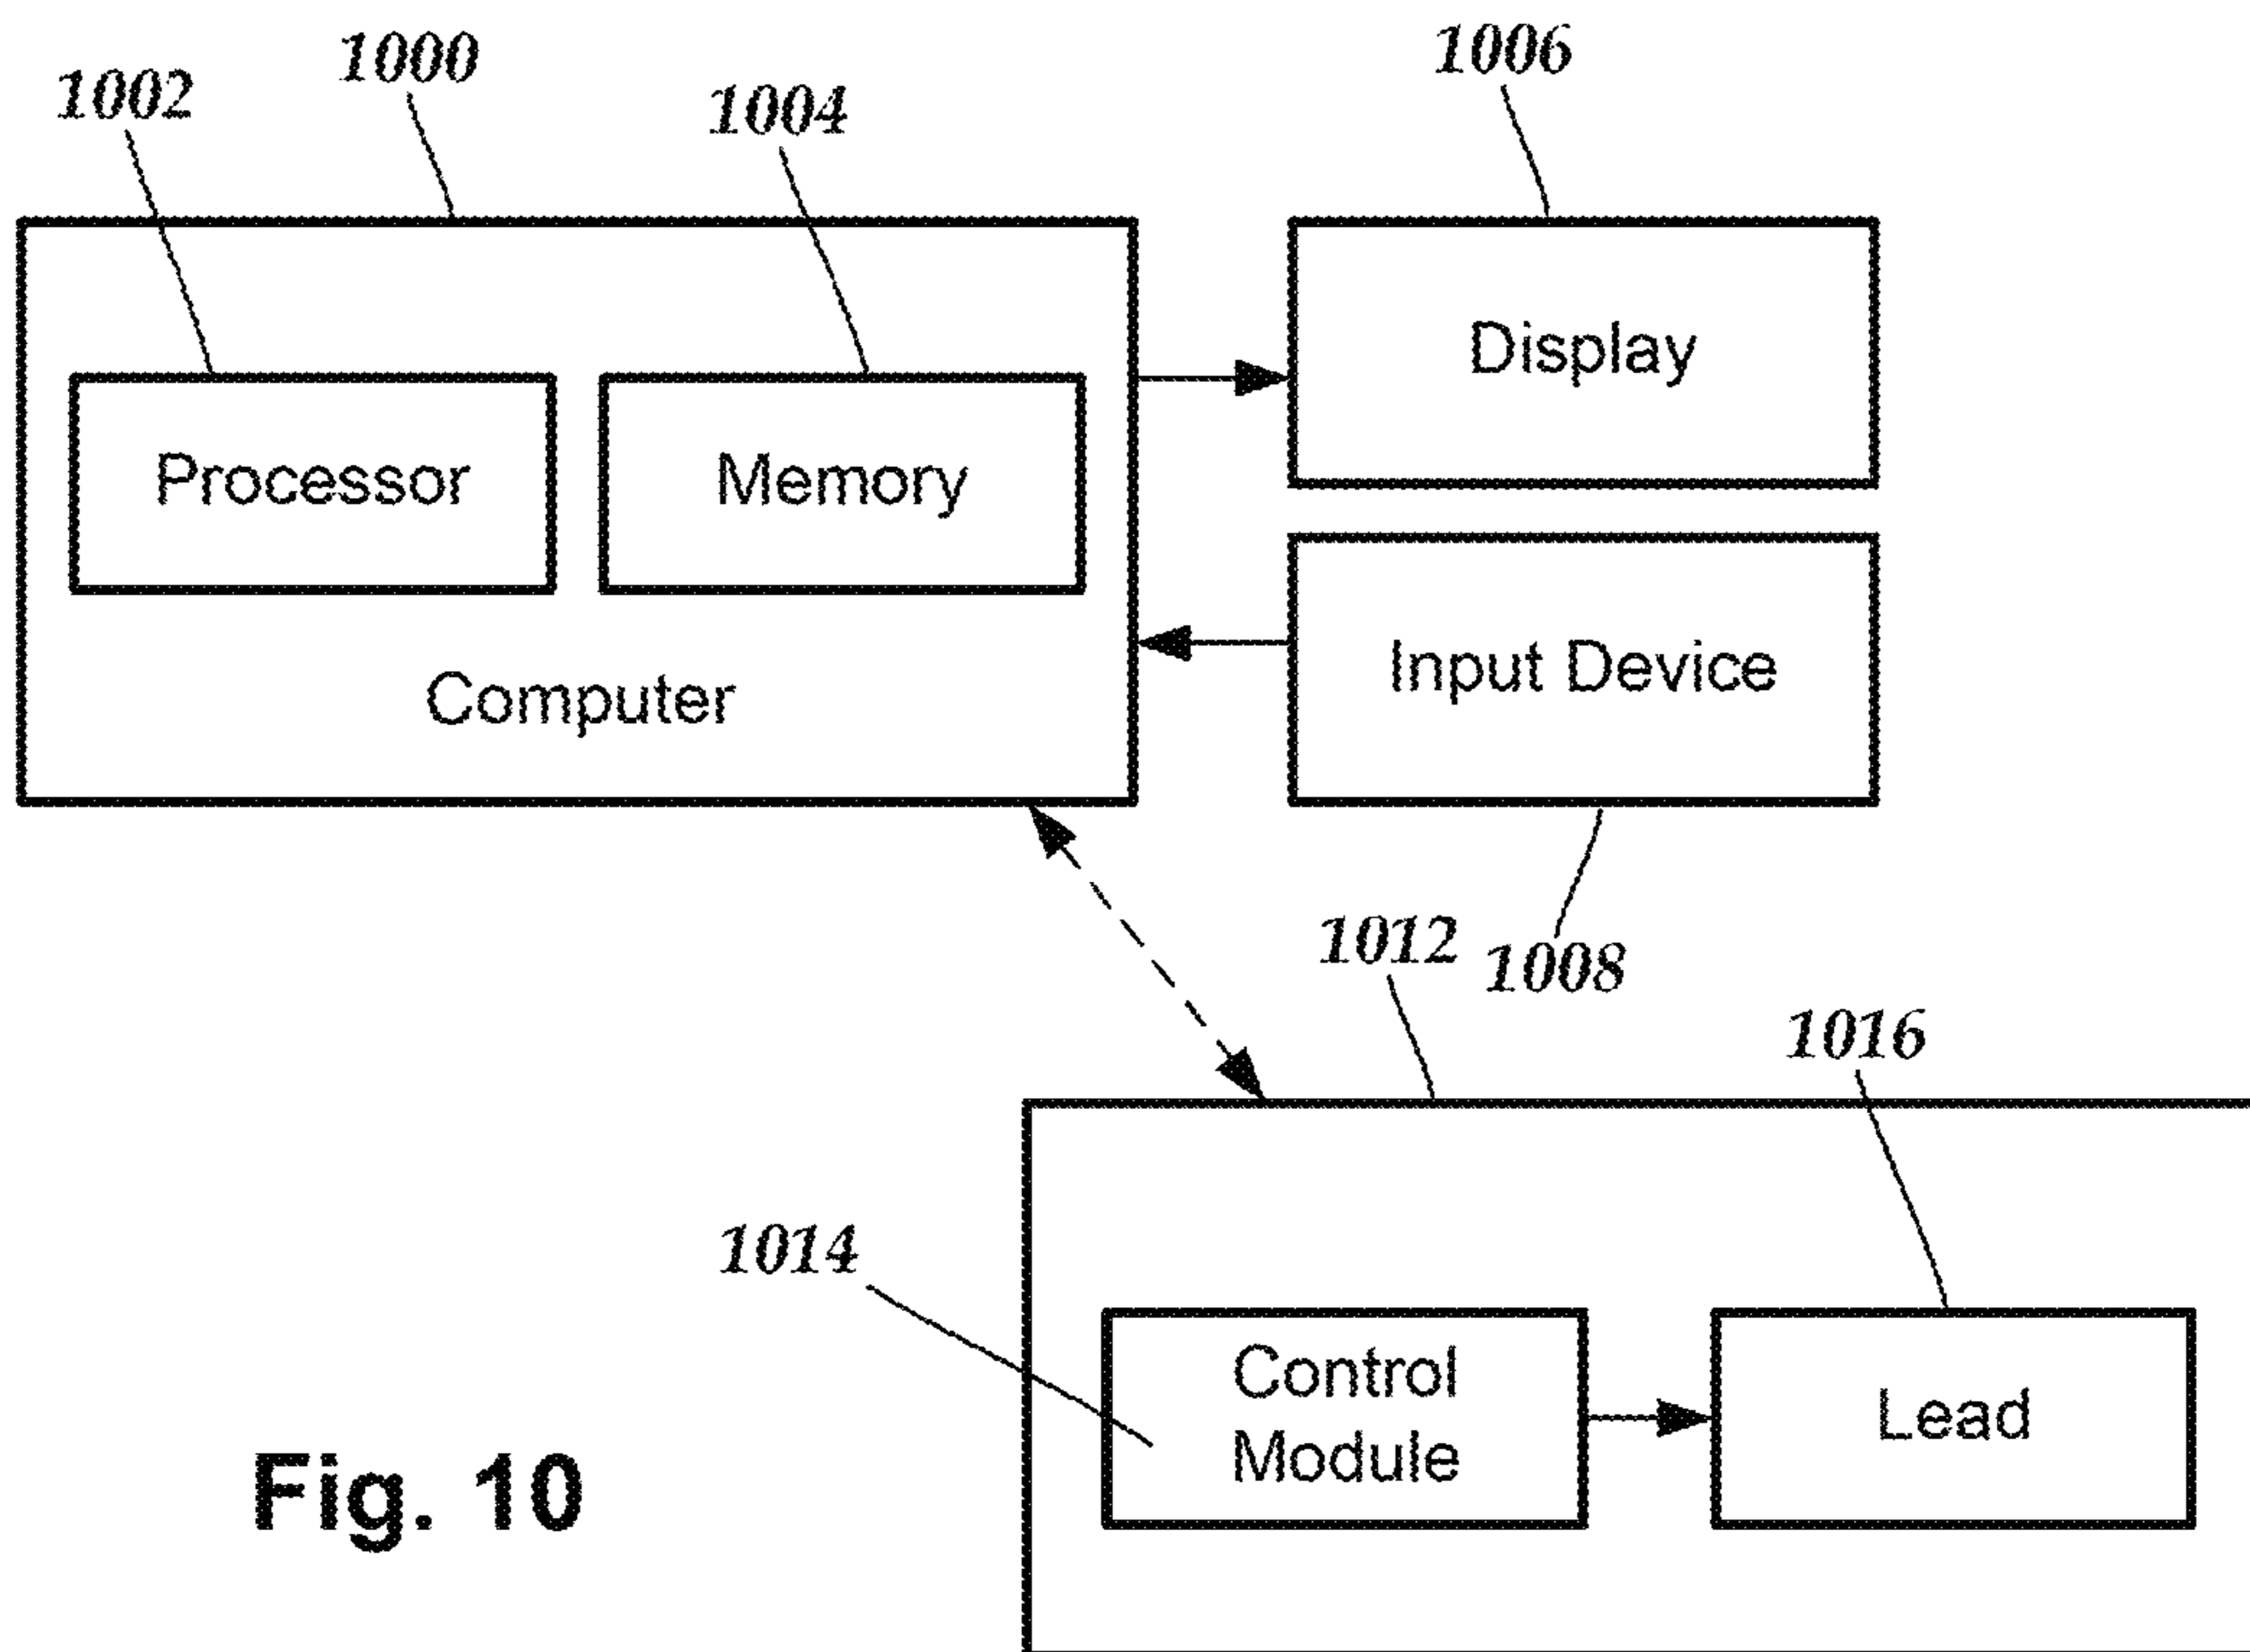 1000
1006
1002
1004
Display
Processor
Memory
Input Device
Computer
1012
1008
1016
1014
Control
Module
Lead
Fig. 10